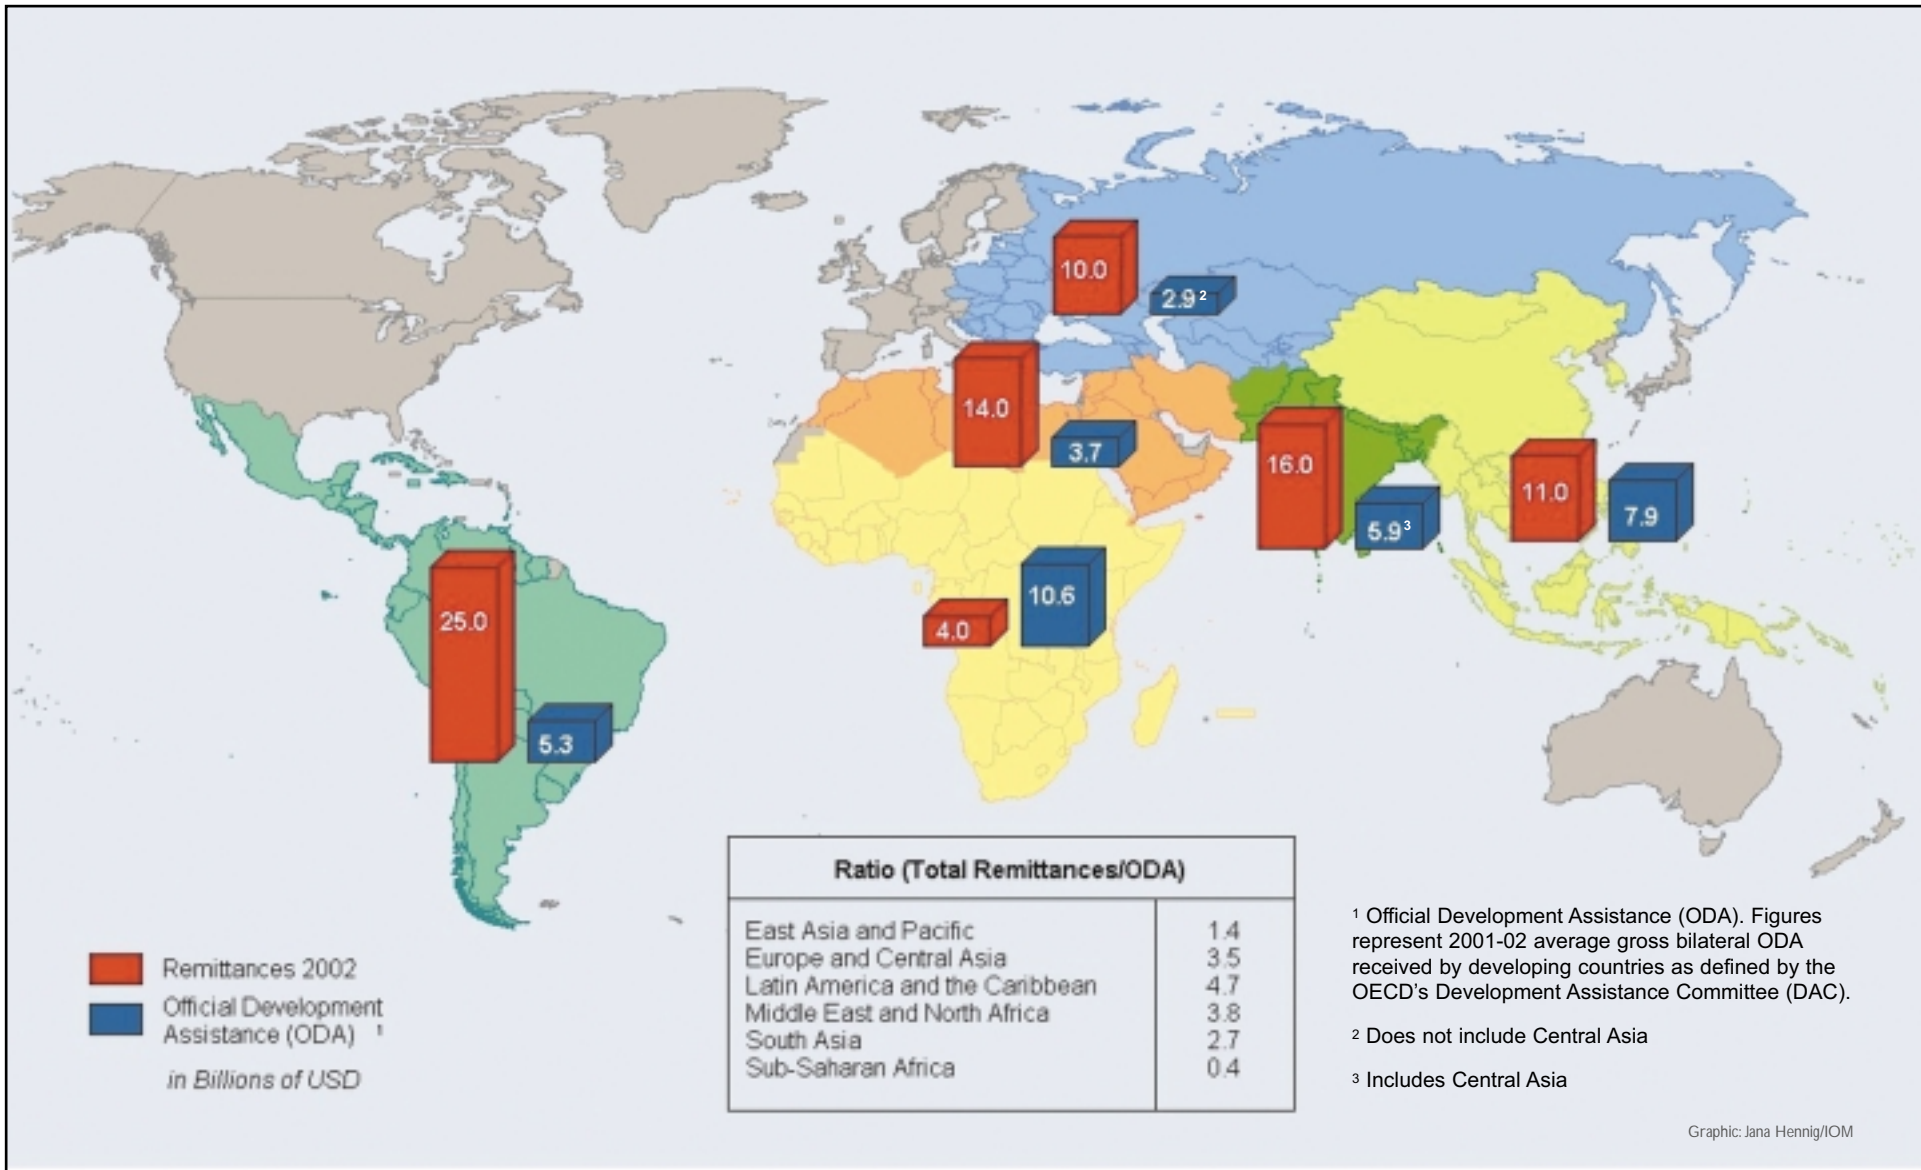 10.0
2.9 ²
14.0
3.7
16.0
5.9³
11.0
7.9
10.6
4.0
25.0
5.3
Remittances 2002
Official Development
Assistance (ODA) ¹
in Billions of USD
Ratio (Total Remittances/ODA)
East Asia and Pacific 1.4
Europe and Central Asia 3.5
Latin America and the Caribbean 4.7
Middle East and North Africa 3.8
South Asia 2.7
Sub-Saharan Africa 0.4
¹ Official Development Assistance (ODA). Figures
represent 2001-02 average gross bilateral ODA
received by developing countries as defined by the
OECD's Development Assistance Committee (DAC).
² Does not include Central Asia
³ Includes Central Asia
Graphic: Jana Hennig/IOM